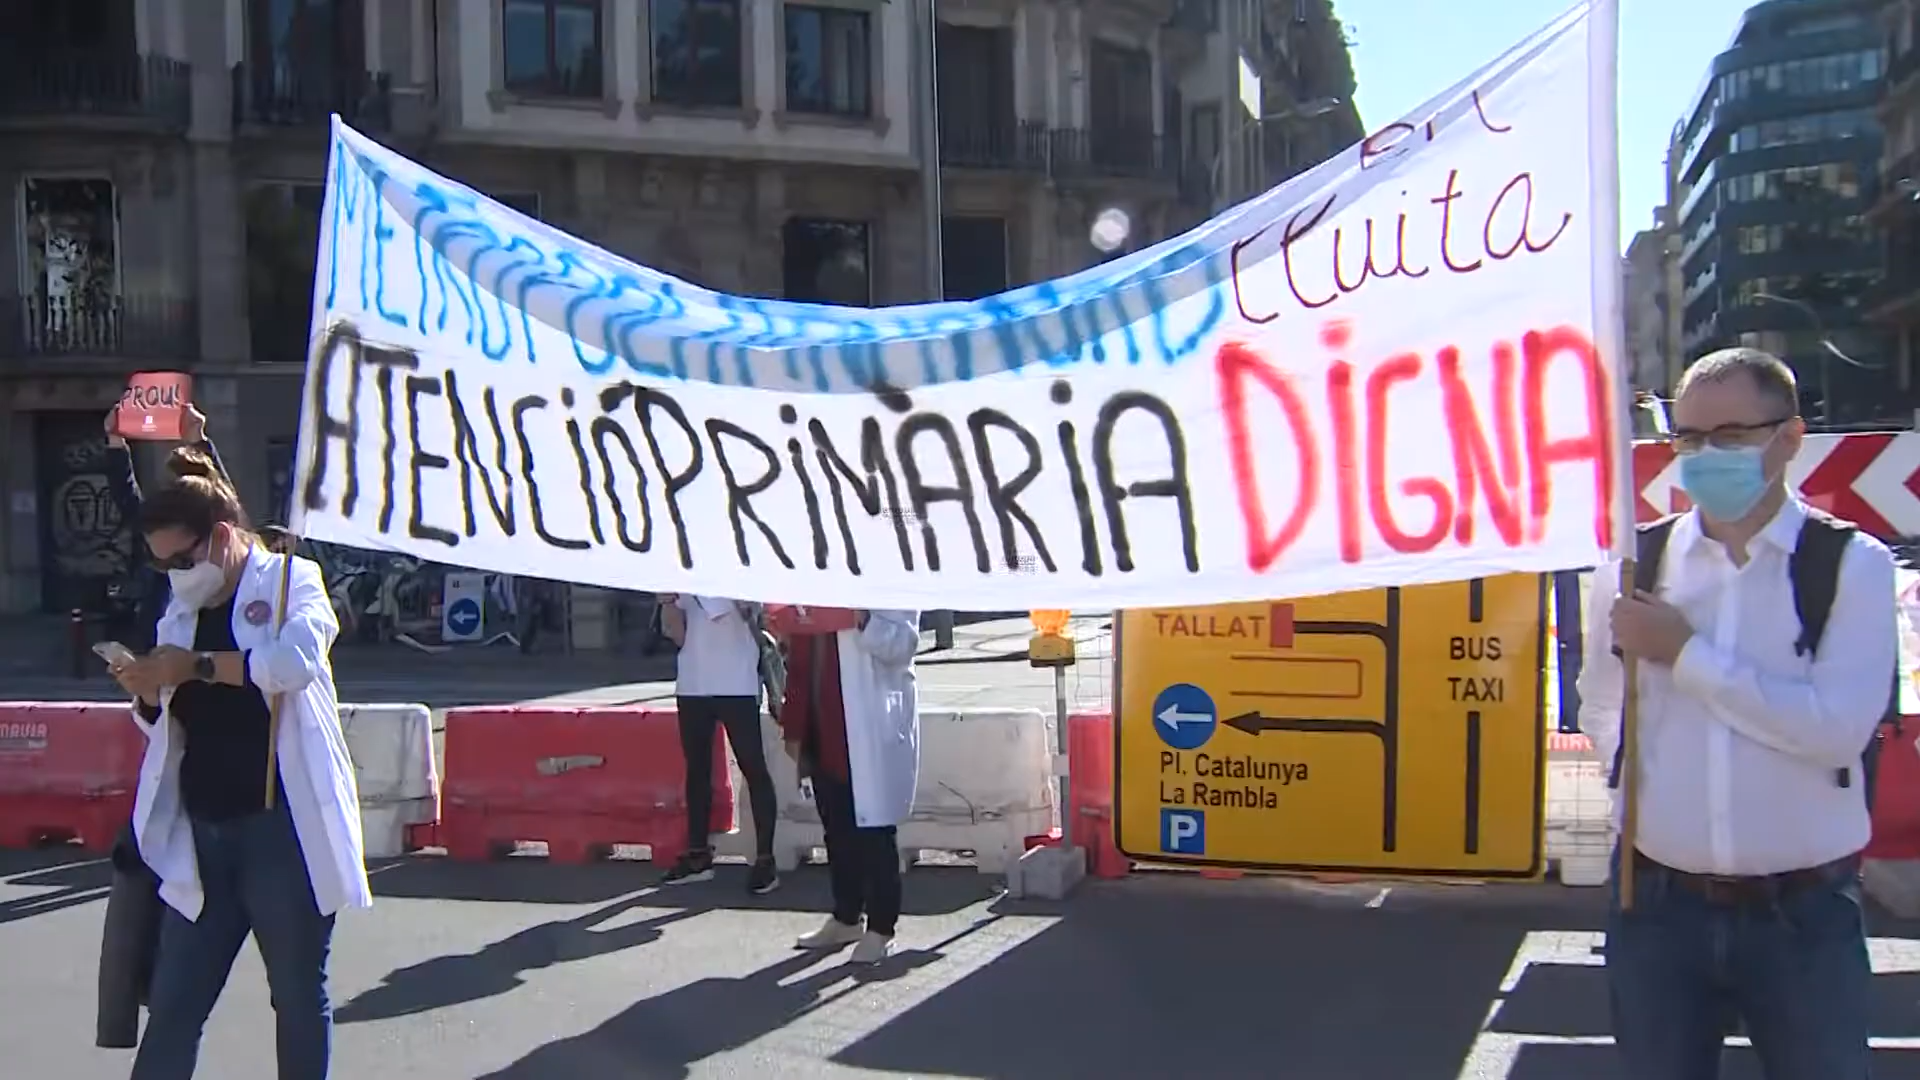 en
lluita
ATENCIÓ PRIMÀRIA DIGNA
PROU!
TALLAT
BUS
TAXI
Pl. Catalunya
La Rambla
P